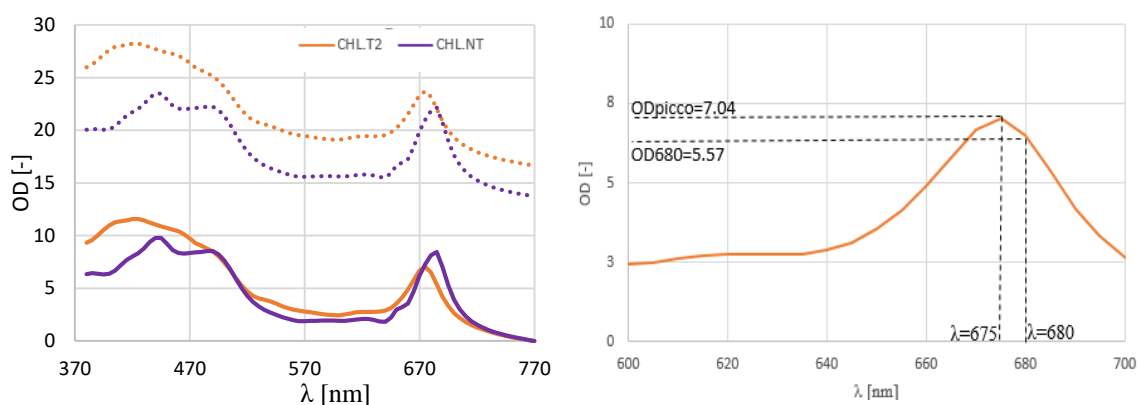 30
25
20
15
10
5
0
OD [-]
CHL.T2 CHL.NT
370 470 570 670 770
λ [nm]
10
8
5
3
0
OD [-]
ODpicco=7.04
OD680=5.57
λ=675 λ=680
600 620 640 660 680 700
λ [nm]